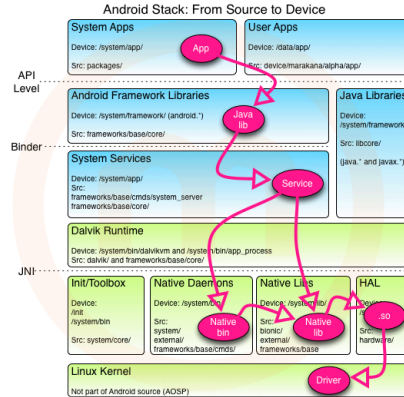 Android Stack: From Source to Device
System Apps
Device: /system/app/
Src: packages/
App
User Apps
Device: /data/app/
Src: device/marakana/alpha/app/
API
Level
Android Framework Libraries
Device: /system/framework/ (android.*)
Src: frameworks/base/core/
Java
lib
Java Libraries
Device:
/system/framework
Src: libcore/
(java.* and javax.*)
Binder
System Services
Device: /system/app/
Src:
frameworks/base/cmds/system_server
frameworks/base/core/
Service
Dalvik Runtime
Device: /system/bin/dalvikvm and /system/bin/app_process
Src: dalvik/ and frameworks/base/core/
JNI
Init/Toolbox
Device:
/init
/system/bin
Src: system/core/
Native Daemons
Device: /system/bin/
Src:
system/
external/
frameworks/base/cmds/
Native
bin
Native Libs
Device: /system/lib/
Src:
bionic/
external/
frameworks/base
Native
lib
HAL
Src:
hardware/
.so
Linux Kernel
Not part of Android source (AOSP)
Driver